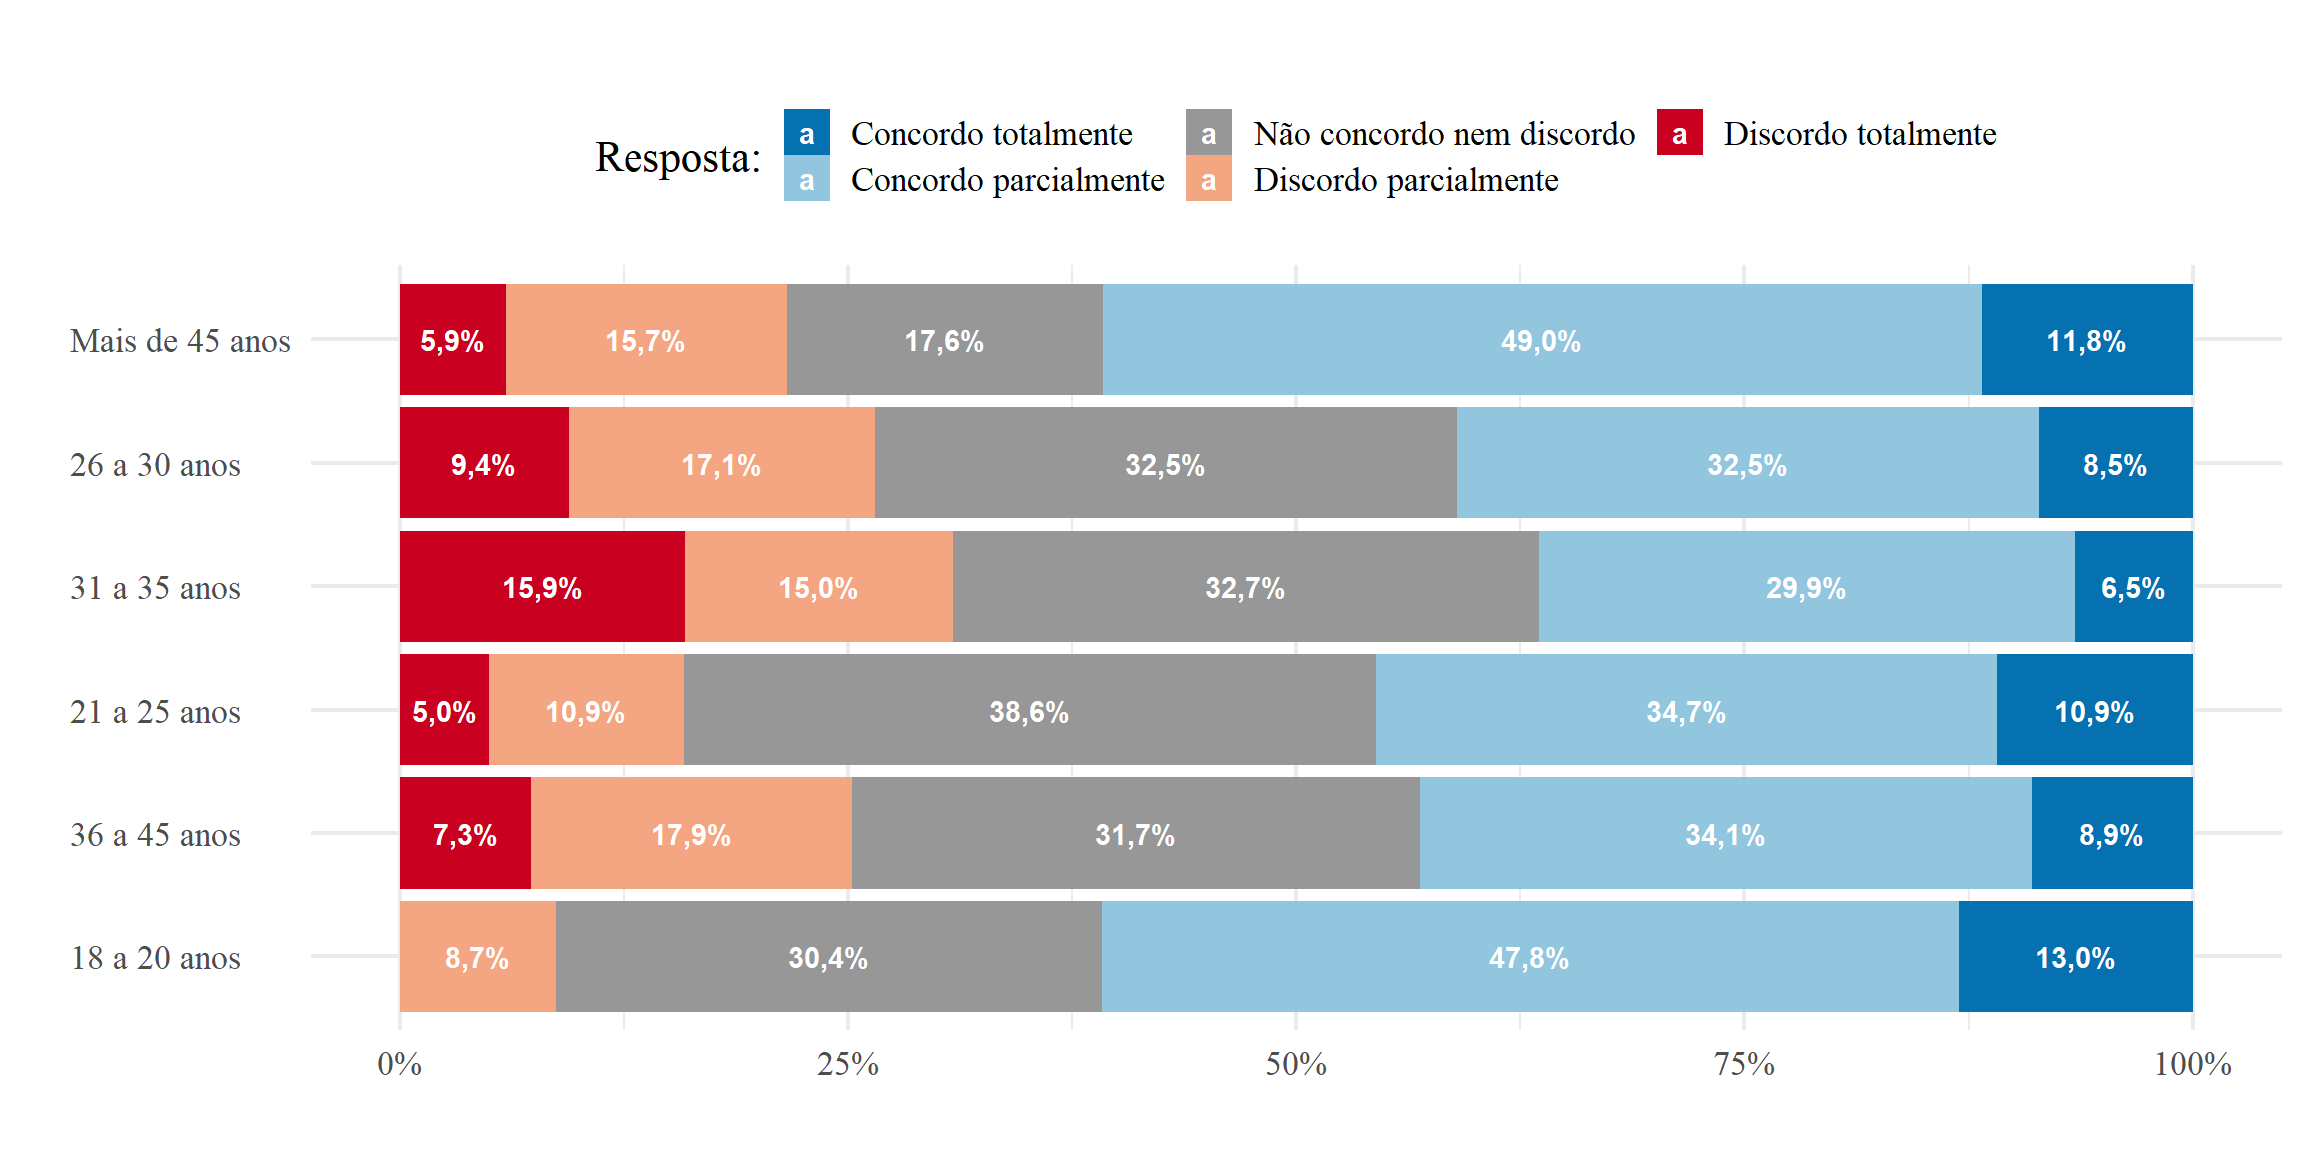 Resposta:
a Concordo totalmente a Não concordo nem discordo a Discordo totalmente
a Concordo parcialmente a Discordo parcialmente
Mais de 45 anos 5,9% 15,7% 17,6% 49,0% 11,8%
26 a 30 anos 9,4% 17,1% 32,5% 32,5% 8,5%
31 a 35 anos 15,9% 15,0% 32,7% 29,9% 6,5%
21 a 25 anos 5,0% 10,9% 38,6% 34,7% 10,9%
36 a 45 anos 7,3% 17,9% 31,7% 34,1% 8,9%
18 a 20 anos 8,7% 30,4% 47,8% 13,0%
0% 25% 50% 75% 100%